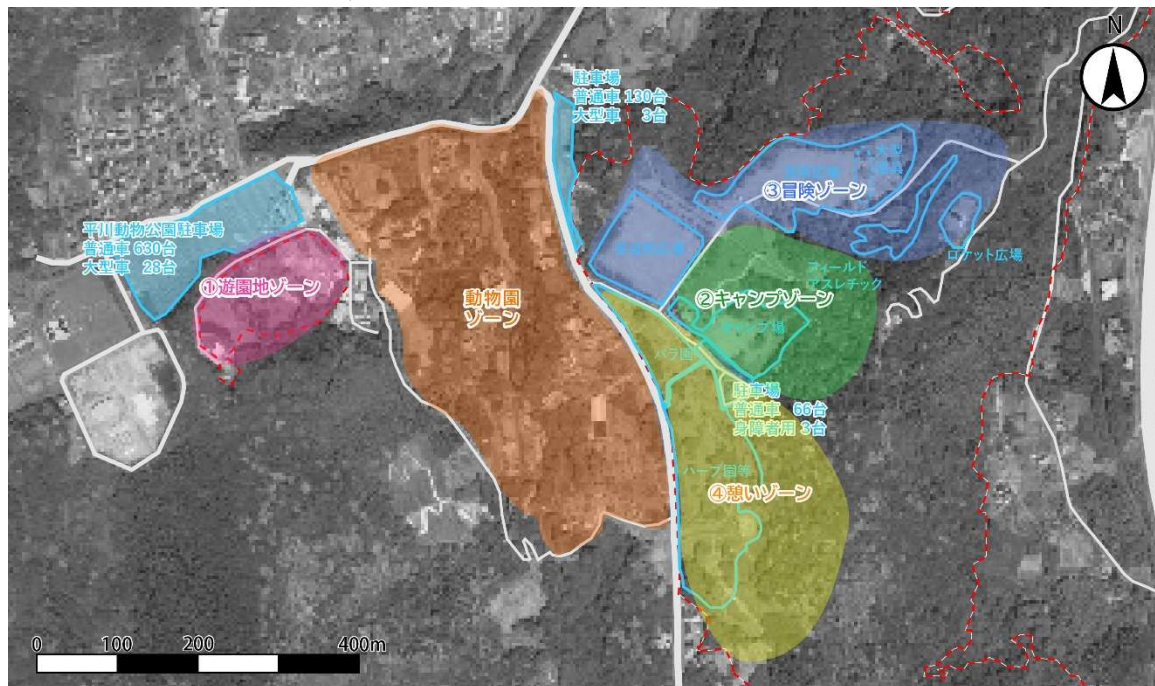 N
駐車場
普通車 130台
大型車 3台
③冒険ゾーン
平川動物公園駐車場
普通車 630台
大型車 28台
ロケット広場
フィールド
アスレチック
①遊園地ゾーン
動物園
ゾーン
②キャンプゾーン
キャンプ場
バラ園
駐車場
普通車 66台
身障者用 3台
ハーブ園等
④憩いゾーン
0 100 200 400m